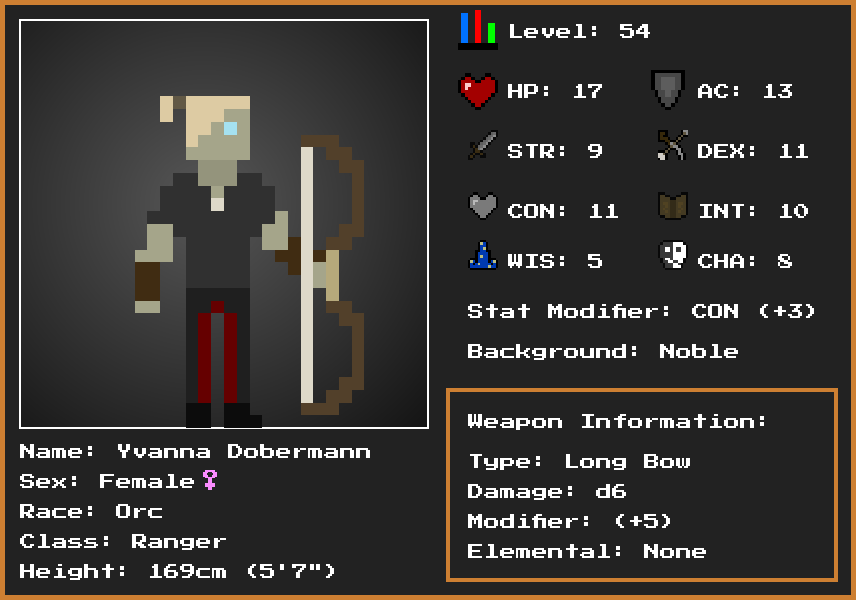 Level: 54
HP: 17
AC: 13
STR: 9
DEX: 11
CON: 11
INT: 10
WIS: 5
CHA: 8
Stat Modifier: CON (+3)
Background: Noble
Name: Yvanna Dobermann
Sex: Female♀
Race: Orc
Class: Ranger
Height: 169cm (5'7")
Weapon Information:
Type: Long Bow
Damage: d6
Modifier: (+5)
Elemental: None